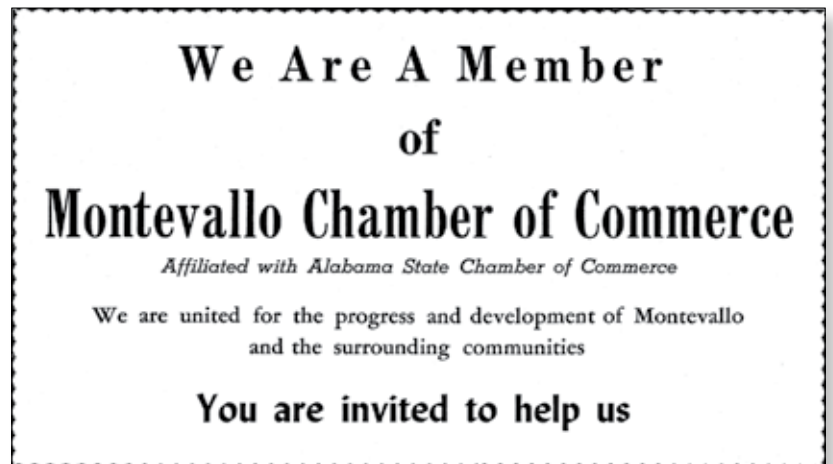 We Are A Member
of
Montevallo Chamber of Commerce
Affiliated with Alabama State Chamber of Commerce
We are united for the progress and development of Montevallo
and the surrounding communities
You are invited to help us